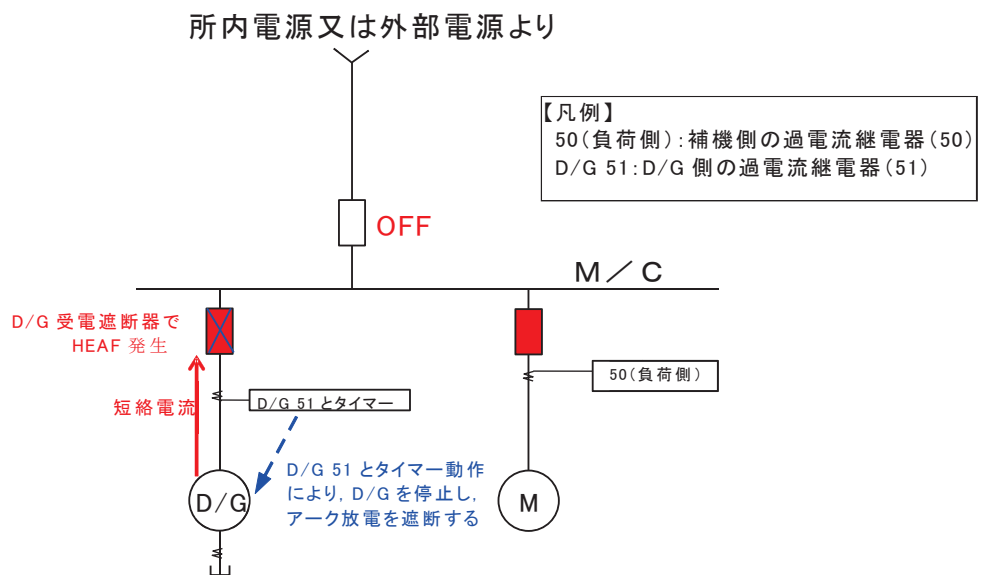 所内電源又は外部電源より
【凡例】
50(負荷側):補機側の過電流継電器(50)
D/G 51:D/G 側の過電流継電器(51)
OFF
M/C
D/G 受電遮断器で
HEAF 発生
50(負荷側)
短絡電流
D/G 51 とタイマー
D/G 51 とタイマー動作
により,D/G を停止し,
アーク放電を遮断する
D/G
M